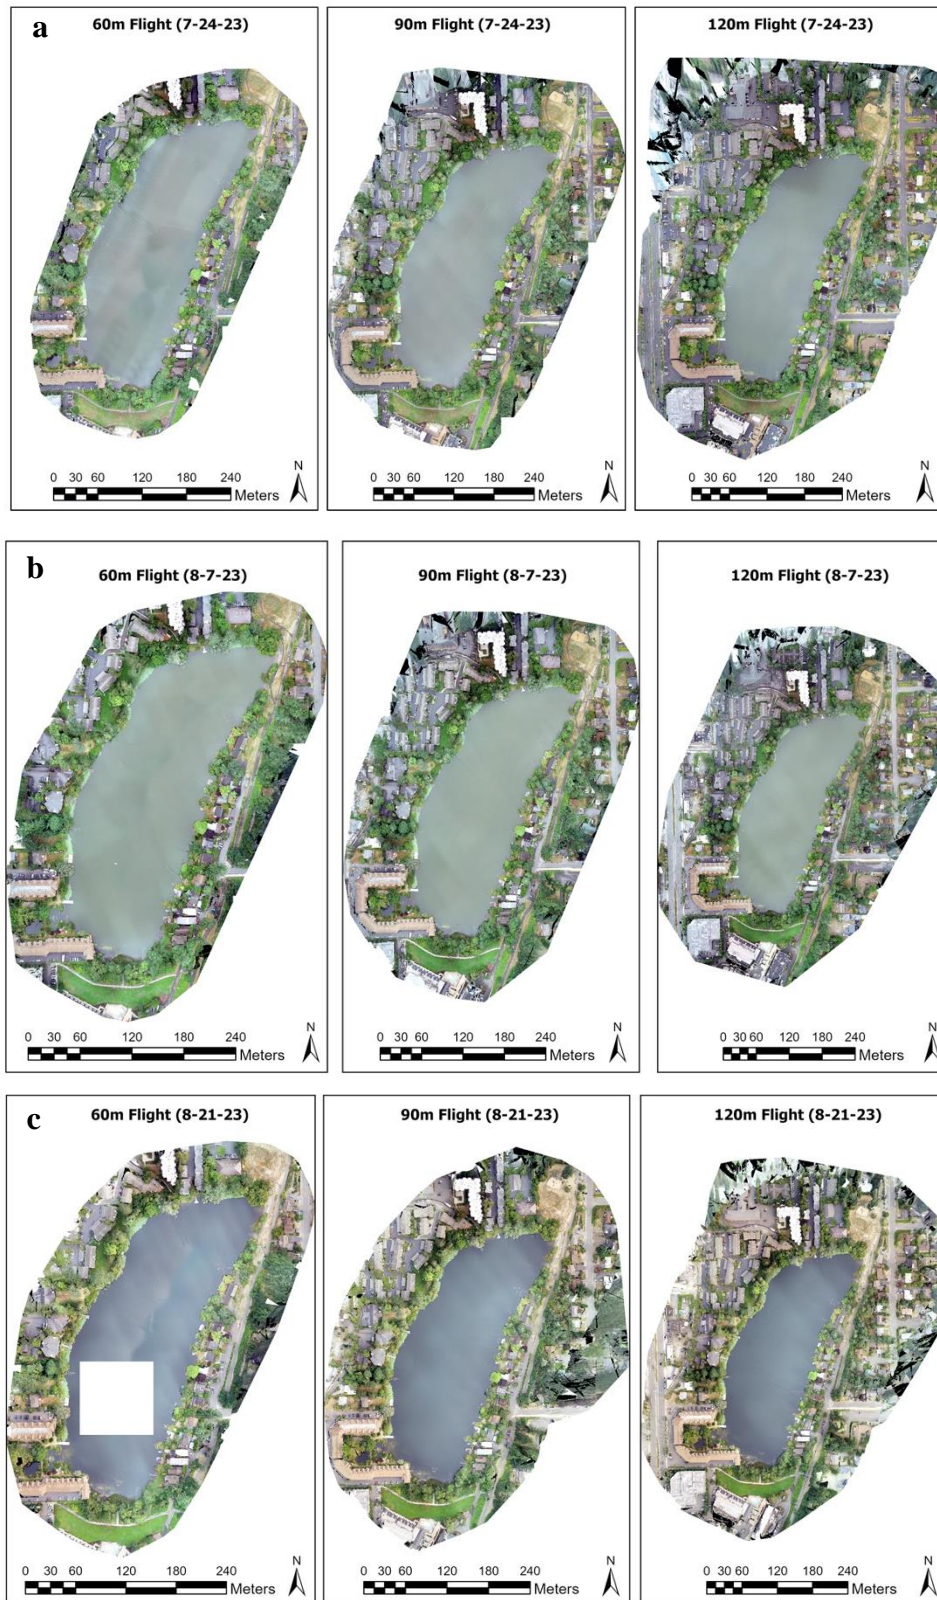 a
60m Flight (7-24-23)
90m Flight (7-24-23)
120m Flight (7-24-23)
N
0 30 60 120 180 240
Meters
N
0 30 60 120 180 240
Meters
N
0 30 60 120 180 240
Meters
b
60m Flight (8-7-23)
90m Flight (8-7-23)
120m Flight (8-7-23)
N
0 30 60 120 180 240
Meters
N
0 30 60 120 180 240
Meters
N
0 30 60 120 180 240
Meters
c
60m Flight (8-21-23)
90m Flight (8-21-23)
120m Flight (8-21-23)
N
0 30 60 120 180 240
Meters
N
0 30 60 120 180 240
Meters
N
0 30 60 120 180 240
Meters